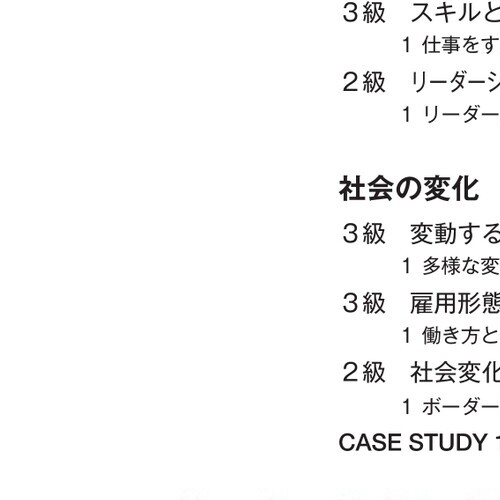 3級 スキルと
1 仕事をす
2級 リーダーシ
1 リーダー
社会の変化
3級 変動する
1 多様な変
3級 雇用形態
1 働き方と
2級 社会変化
1 ボーダー
CASE STUDY 1